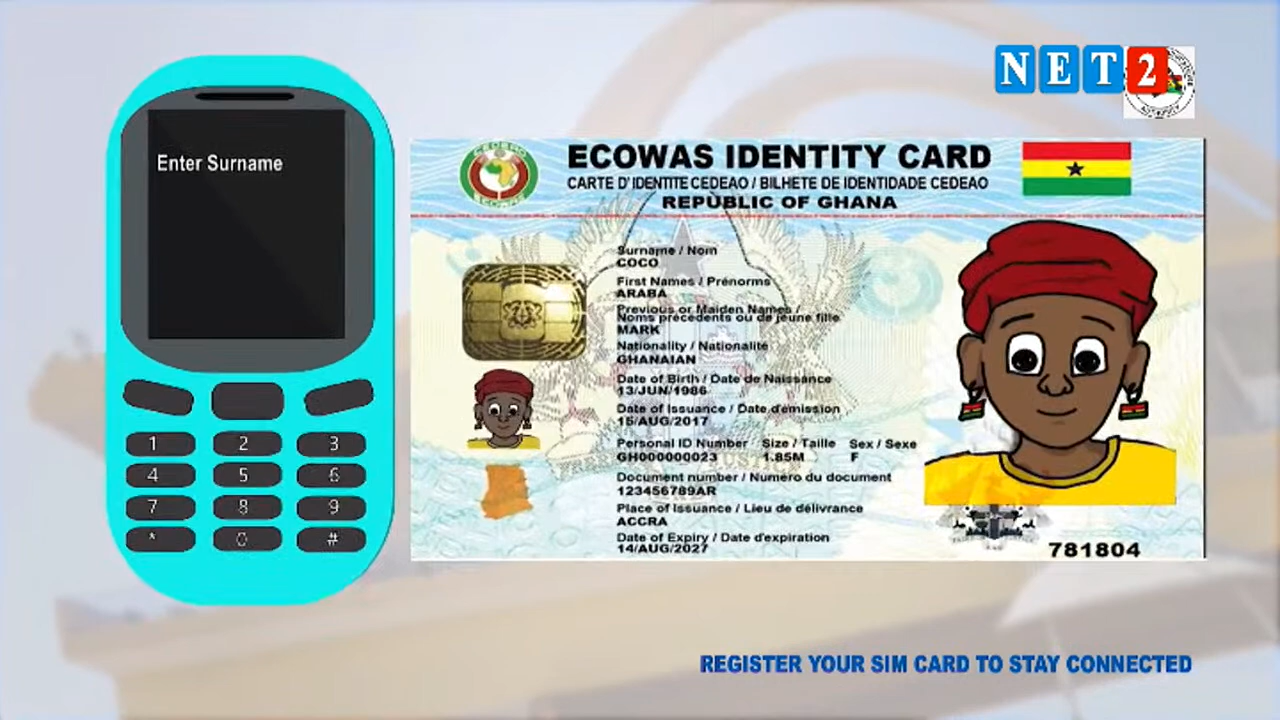 NET2
Enter Surname
ECOWAS IDENTITY CARD
CARTE D' IDENTITE CEDEAO / BILHETE DE IDENTIDADE CEDEAO
REPUBLIC OF GHANA
CEDEAO
ECOWAS
Surname / Nom
COCO
First Names / Prénorms
ARABA
Previous or Maiden Names /
Noms précédents ou de jeune fille
MARK
Nationality / Nationalité
GHANAIAN
Date of Birth / Date de Naissance
13/JUN/1986
Date of Issuance / Date d'émission
15/AUG/2017
Personal ID Number Size / Taille Sex / Sexe
GH000000023 1.85M F
Document number / Numéro du document
123456789AR
Place of Issuance / Lieu de délivrance
ACCRA
Date of Expiry / Date d'expiration
14/AUG/2027
781804
1 2 3
4 5 6
7 8 9
* 0 #
REGISTER YOUR SIM CARD TO STAY CONNECTED